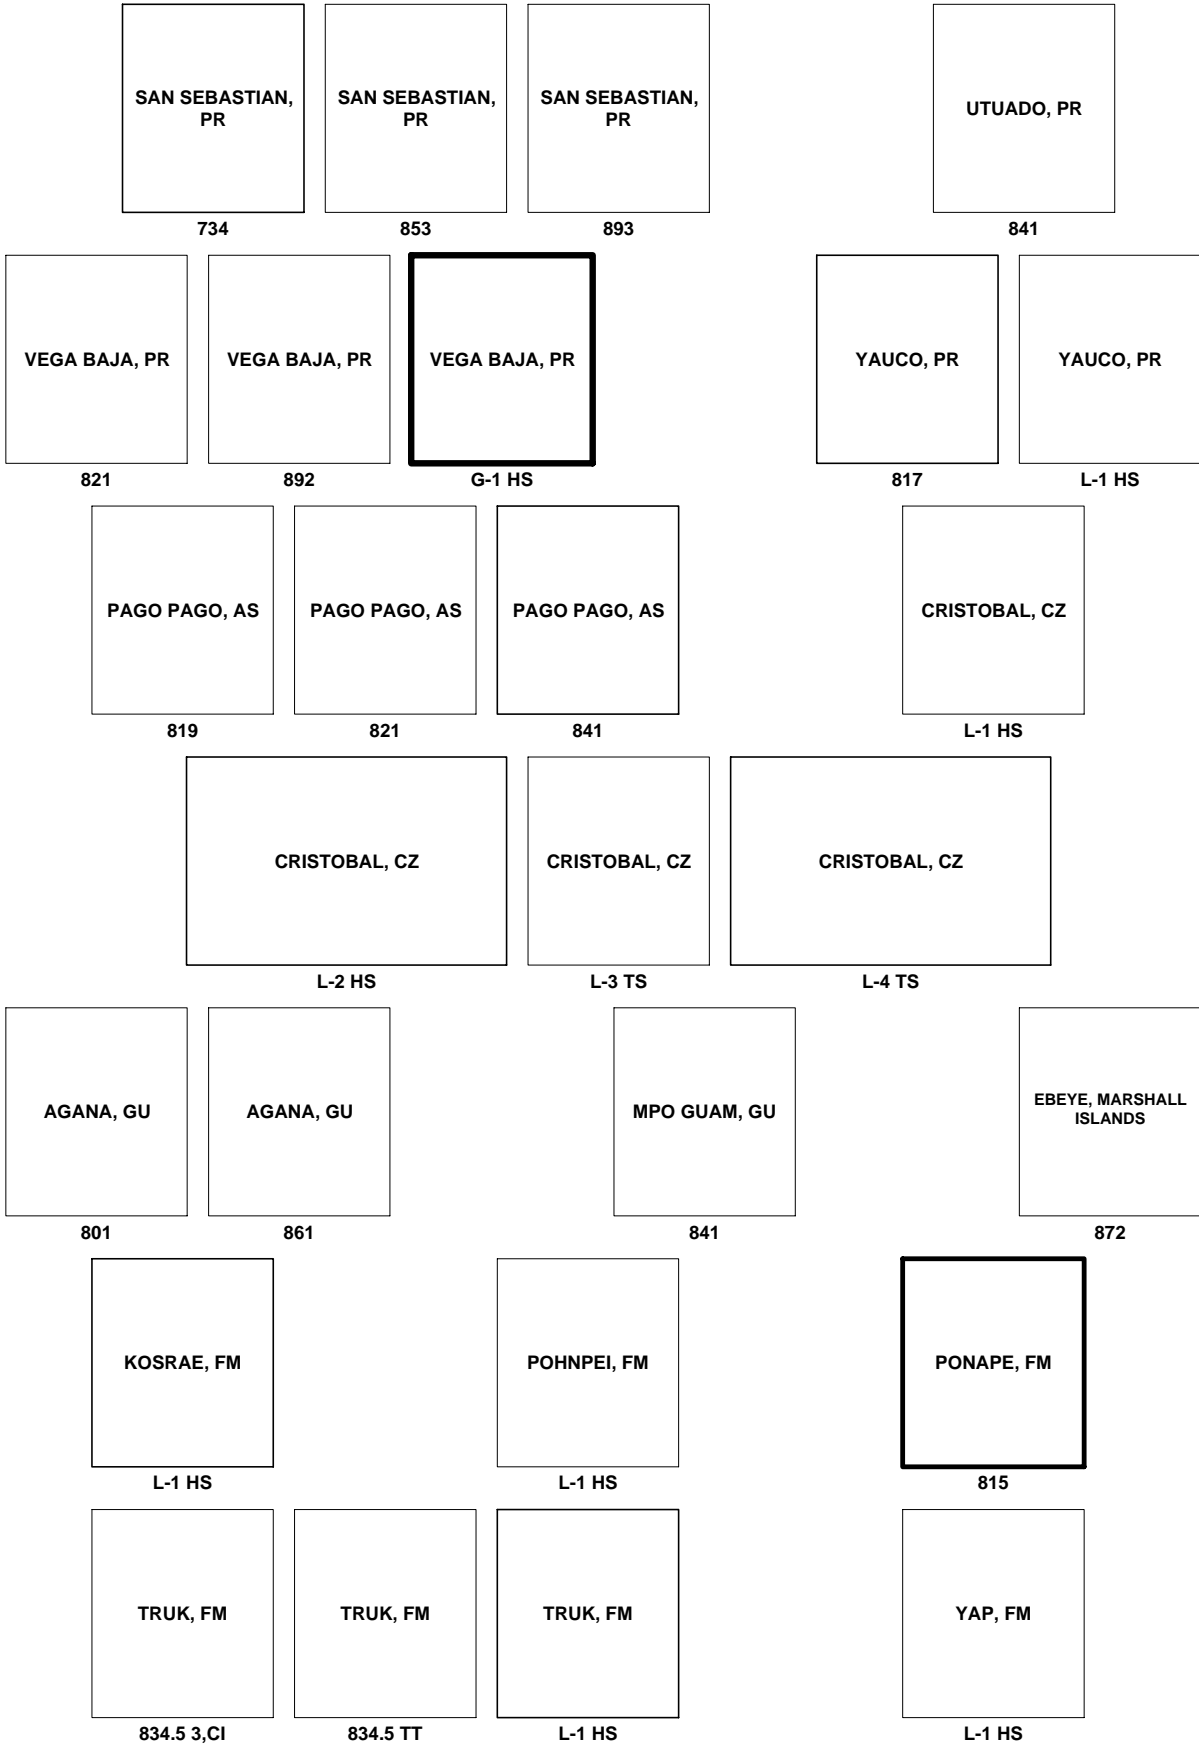 SAN SEBASTIAN,
PR
734
SAN SEBASTIAN,
PR
853
SAN SEBASTIAN,
PR
893
UTUADO, PR
841
VEGA BAJA, PR
821
VEGA BAJA, PR
892
VEGA BAJA, PR
G-1 HS
YAUCO, PR
817
YAUCO, PR
L-1 HS
PAGO PAGO, AS
819
PAGO PAGO, AS
821
PAGO PAGO, AS
841
CRISTOBAL, CZ
L-1 HS
CRISTOBAL, CZ
L-2 HS
CRISTOBAL, CZ
L-3 TS
CRISTOBAL, CZ
L-4 TS
AGANA, GU
801
AGANA, GU
861
MPO GUAM, GU
841
EBEYE, MARSHALL
ISLANDS
872
KOSRAE, FM
L-1 HS
POHNPEI, FM
L-1 HS
PONAPE, FM
815
TRUK, FM
834.5 3,CI
TRUK, FM
834.5 TT
TRUK, FM
L-1 HS
YAP, FM
L-1 HS